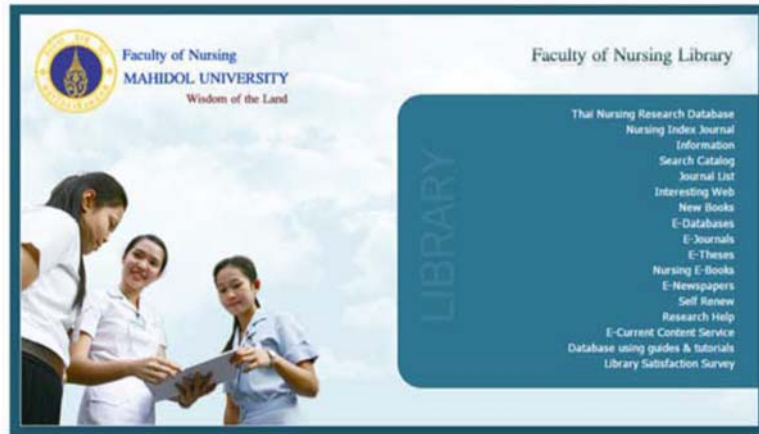 Faculty of Nursing
MAHIDOL UNIVERSITY
Wisdom of the Land
Faculty of Nursing Library
LIBRARY
Thai Nursing Research Database
Nursing Index Journal
Information
Search Catalog
Journal List
Interesting Web
New Books
E-Databases
E-Journals
E-Theses
Nursing E-Books
E-Newspapers
Self Renew
Research Help
E-Current Content Service
Database using guides & tutorials
Library Satisfaction Survey